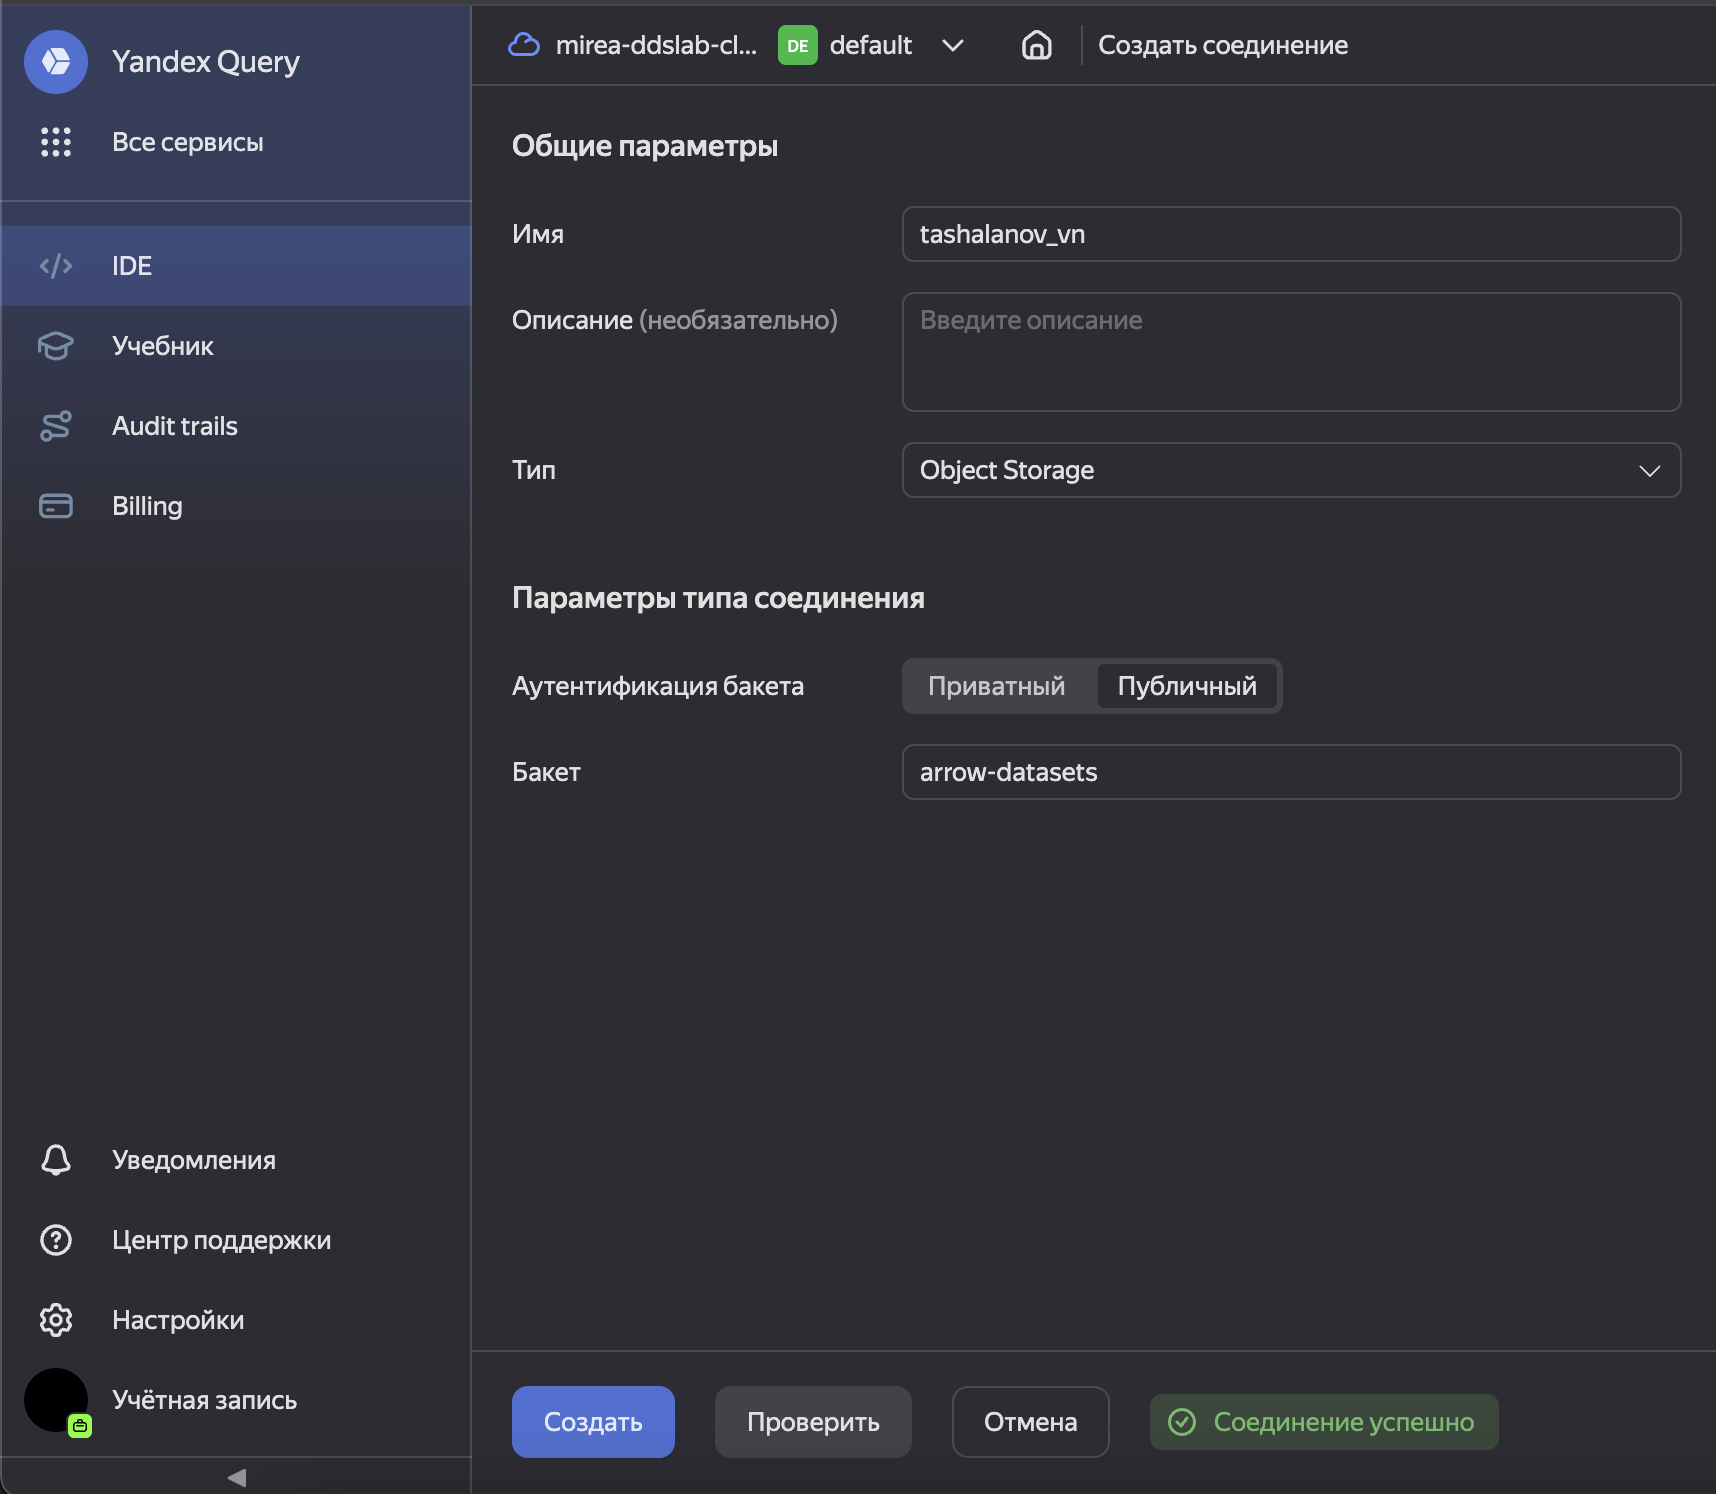 Yandex Query
Все сервисы
IDE
Учебник
Audit trails
Billing
Уведомления
Центр поддержки
Настройки
Учётная запись
mirea-ddslab-cl... DE default Создать соединение
Общие параметры
Имя tashalanov_vn
Описание (необязательно) Введите описание
Тип Object Storage
Параметры типа соединения
Аутентификация бакета Приватный Публичный
Бакет arrow-datasets
Создать Проверить Отмена Соединение успешно